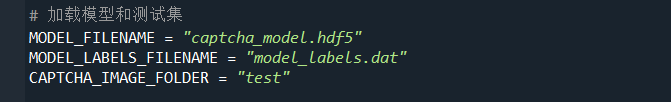 # 加载模型和测试集
MODEL_FILENAME = "captcha_model.hdf5"
MODEL_LABELS_FILENAME = "model_labels.dat"
CAPTCHA_IMAGE_FOLDER = "test"